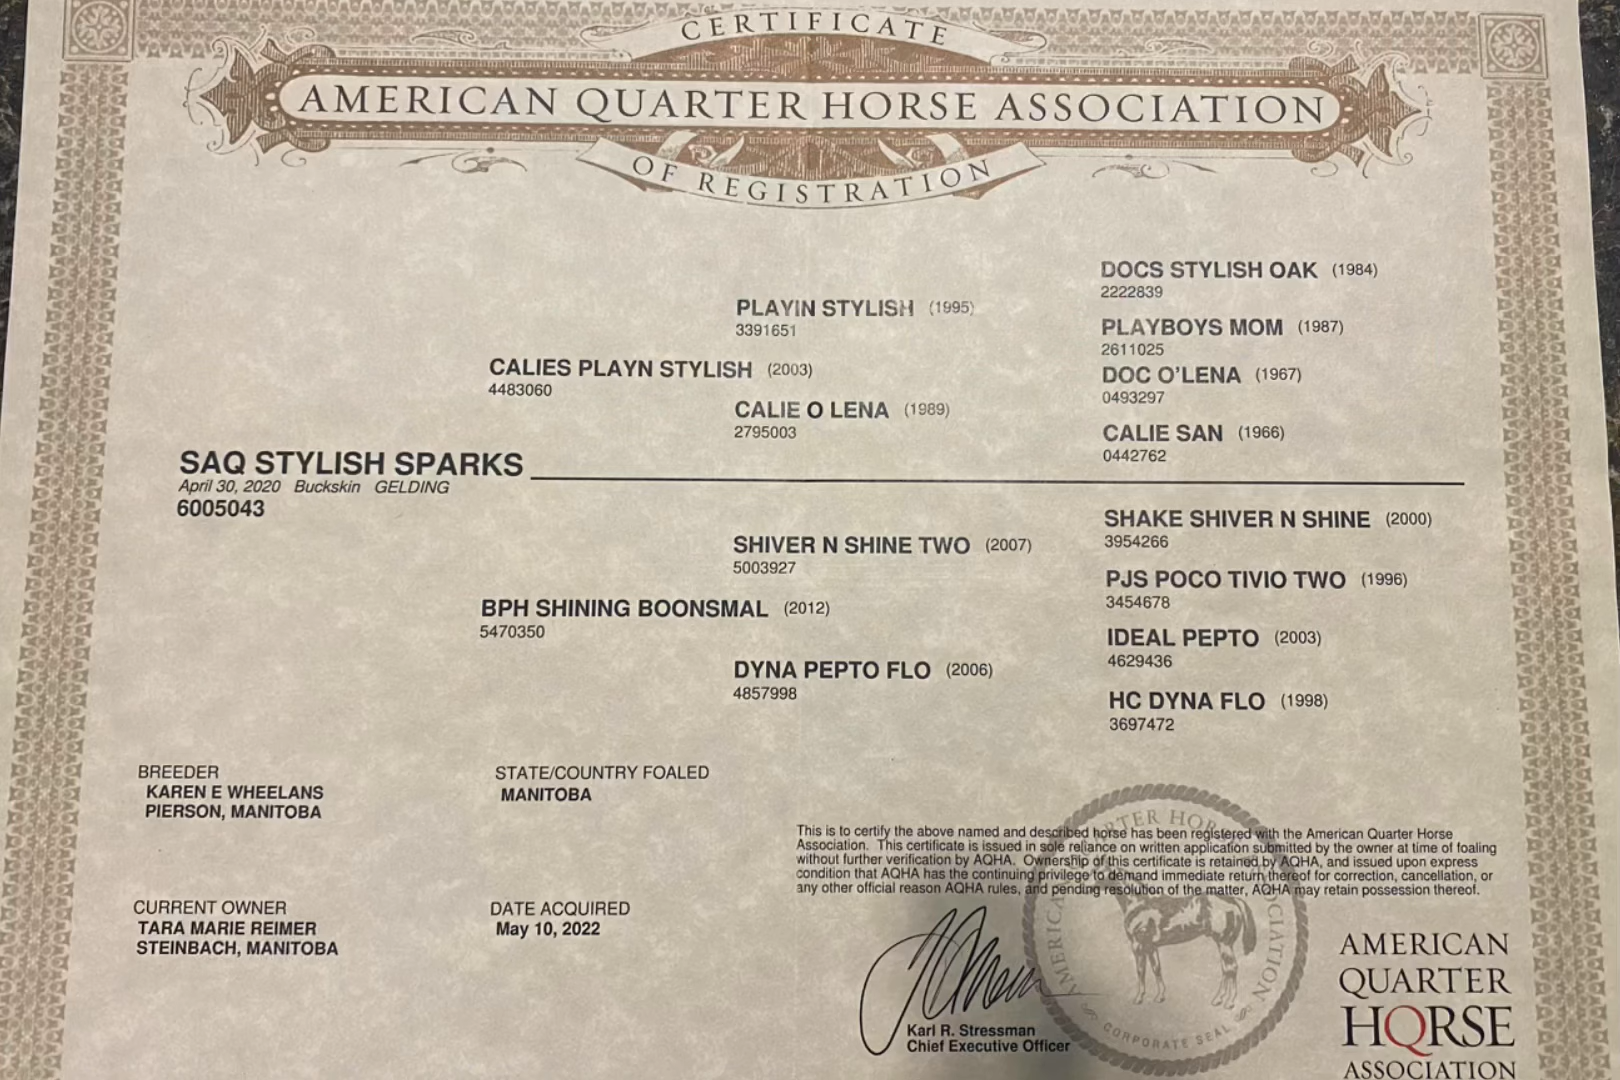 CERTIFICATE
AMERICAN QUARTER HORSE ASSOCIATION
OF REGISTRATION
DOCS STYLISH OAK (1984)
2222839
PLAYIN STYLISH (1995)
3391651
PLAYBOYS MOM (1987)
2611025
CALIES PLAYN STYLISH (2003)
4483060
DOC O'LENA (1967)
0493297
CALIE O LENA (1989)
2795003
CALIE SAN (1966)
0442762
SAQ STYLISH SPARKS
April 30, 2020 Buckskin GELDING
6005043
SHAKE SHIVER N SHINE (2000)
3954266
SHIVER N SHINE TWO (2007)
5003927
PJS POCO TIVIO TWO (1996)
3454678
BPH SHINING BOONSMAL (2012)
5470350
IDEAL PEPTO (2003)
4629436
DYNA PEPTO FLO (2006)
4857998
HC DYNA FLO (1998)
3697472
BREEDER
KAREN E WHEELANS
PIERSON, MANITOBA
STATE/COUNTRY FOALED
MANITOBA
This is to certify the above named and described horse has been registered with the American Quarter Horse
Association. This certificate is issued in sole reliance on written application submitted by the owner at time of foaling
without further verification by AQHA. Ownership of this certificate is retained by AQHA, and issued upon express
condition that AQHA has the continuing privilege to demand immediate return thereof for correction, cancellation, or
any other official reason AQHA rules, and pending resolution of the matter, AQHA may retain possession thereof.
CURRENT OWNER
TARA MARIE REIMER
STEINBACH, MANITOBA
DATE ACQUIRED
May 10, 2022
Karl R. Stressman
Chief Executive Officer
AMERICAN QUARTER HORSE ASSOCIATION
CORPORATE SEAL
AMERICAN
QUARTER
HORSE
ASSOCIATION